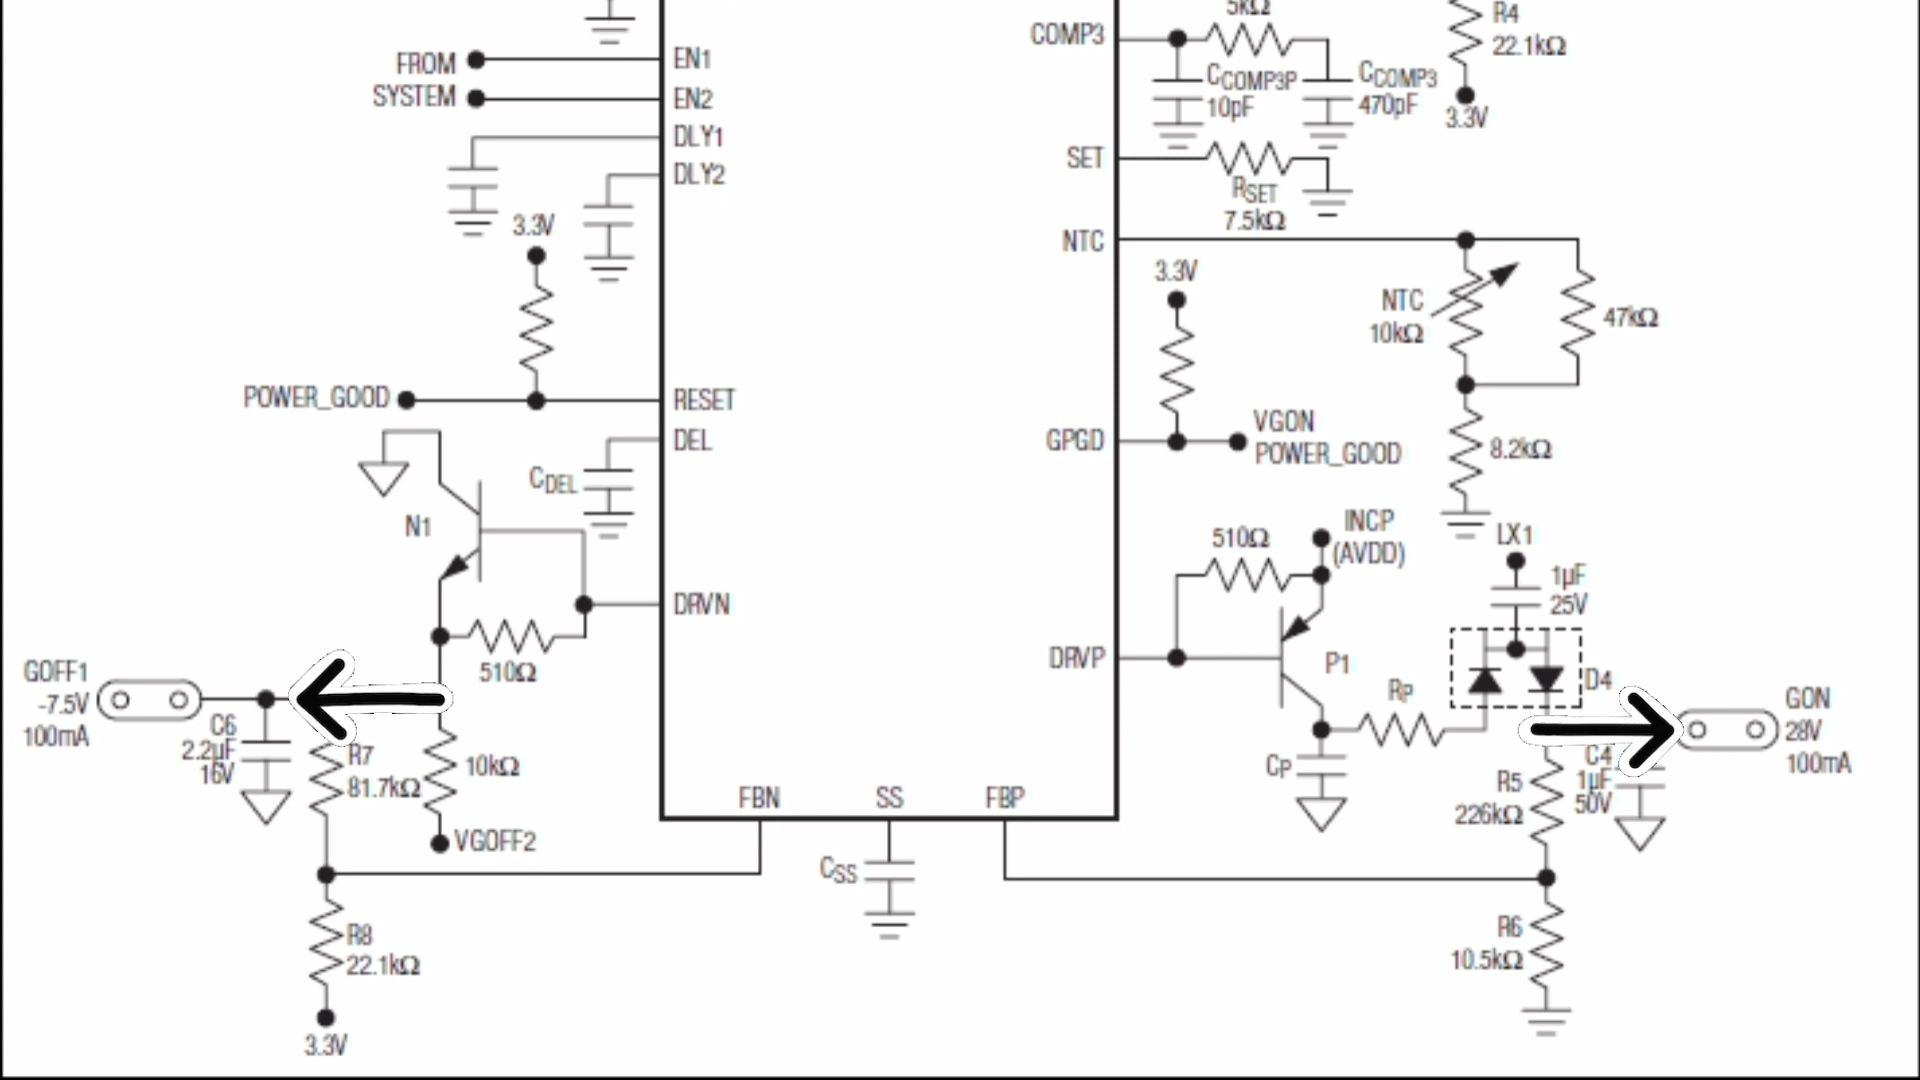 5kΩ
R4
22.1kΩ
3.3V
COMP3
CCOMP3P
10pF
CCOMP3
470pF
FROM
SYSTEM
EN1
EN2
DLY1
DLY2
SET
RSET
7.5kΩ
3.3V
NTC
3.3V
NTC
10kΩ
47kΩ
POWER_GOOD
RESET
DEL
CDEL
GPGD
VGON
POWER_GOOD
8.2kΩ
N1
510Ω
INCP
(AVDD)
LX1
1µF
25V
DRVN
DRVP
P1
RP
D4
510Ω
GOFF1
-7.5V
100mA
C6
2.2µF
16V
R7
81.7kΩ
10kΩ
VGOFF2
CP
R5
226kΩ
C4
1µF
50V
GON
28V
100mA
FBN
SS
FBP
CSS
R8
22.1kΩ
3.3V
R6
10.5kΩ